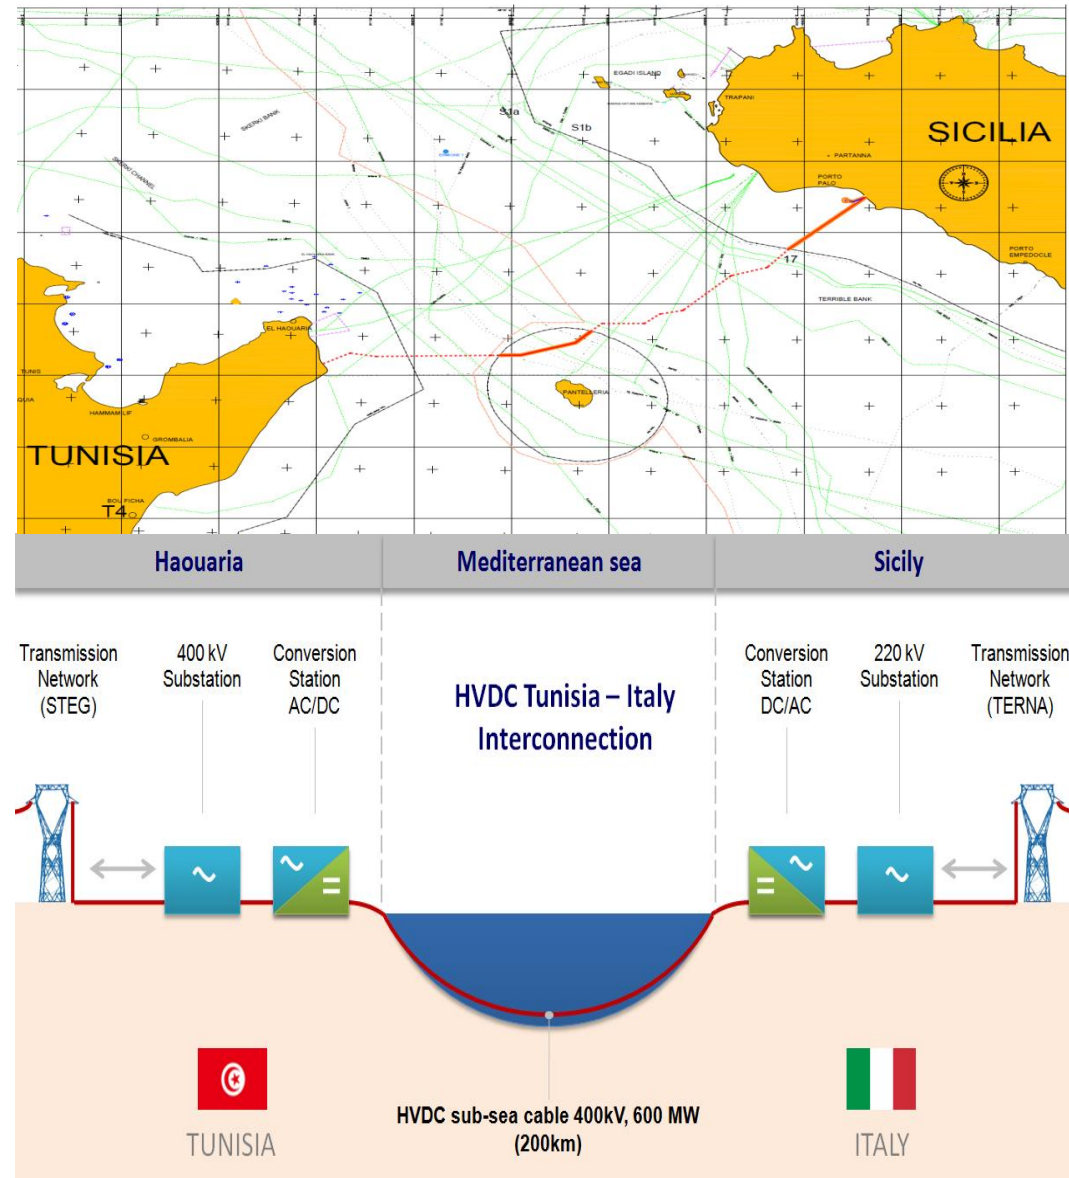 EGADI ISLAND
TRAPANI
SKERKI BANK
S1a
S1b
SICILIA
PARTANNA
SKERKI CHANNEL
PORTO
PALO
PORTO
EMPEDOCLE
17
TERRIBLE BANK
EL HAOUARIA
TUNIS
PANTELLERIA
QUIA
HAMMAM LIF
GROMBALIA
TUNISIA
BOU FICHA
T4
Haouaria
Mediterranean sea
Sicily
Transmission
Network
(STEG)
400 kV
Substation
Conversion
Station
AC/DC
HVDC Tunisia – Italy
Interconnection
Conversion
Station
DC/AC
220 kV
Substation
Transmission
Network
(TERNA)
HVDC sub-sea cable 400kV, 600 MW
(200km)
TUNISIA
ITALY